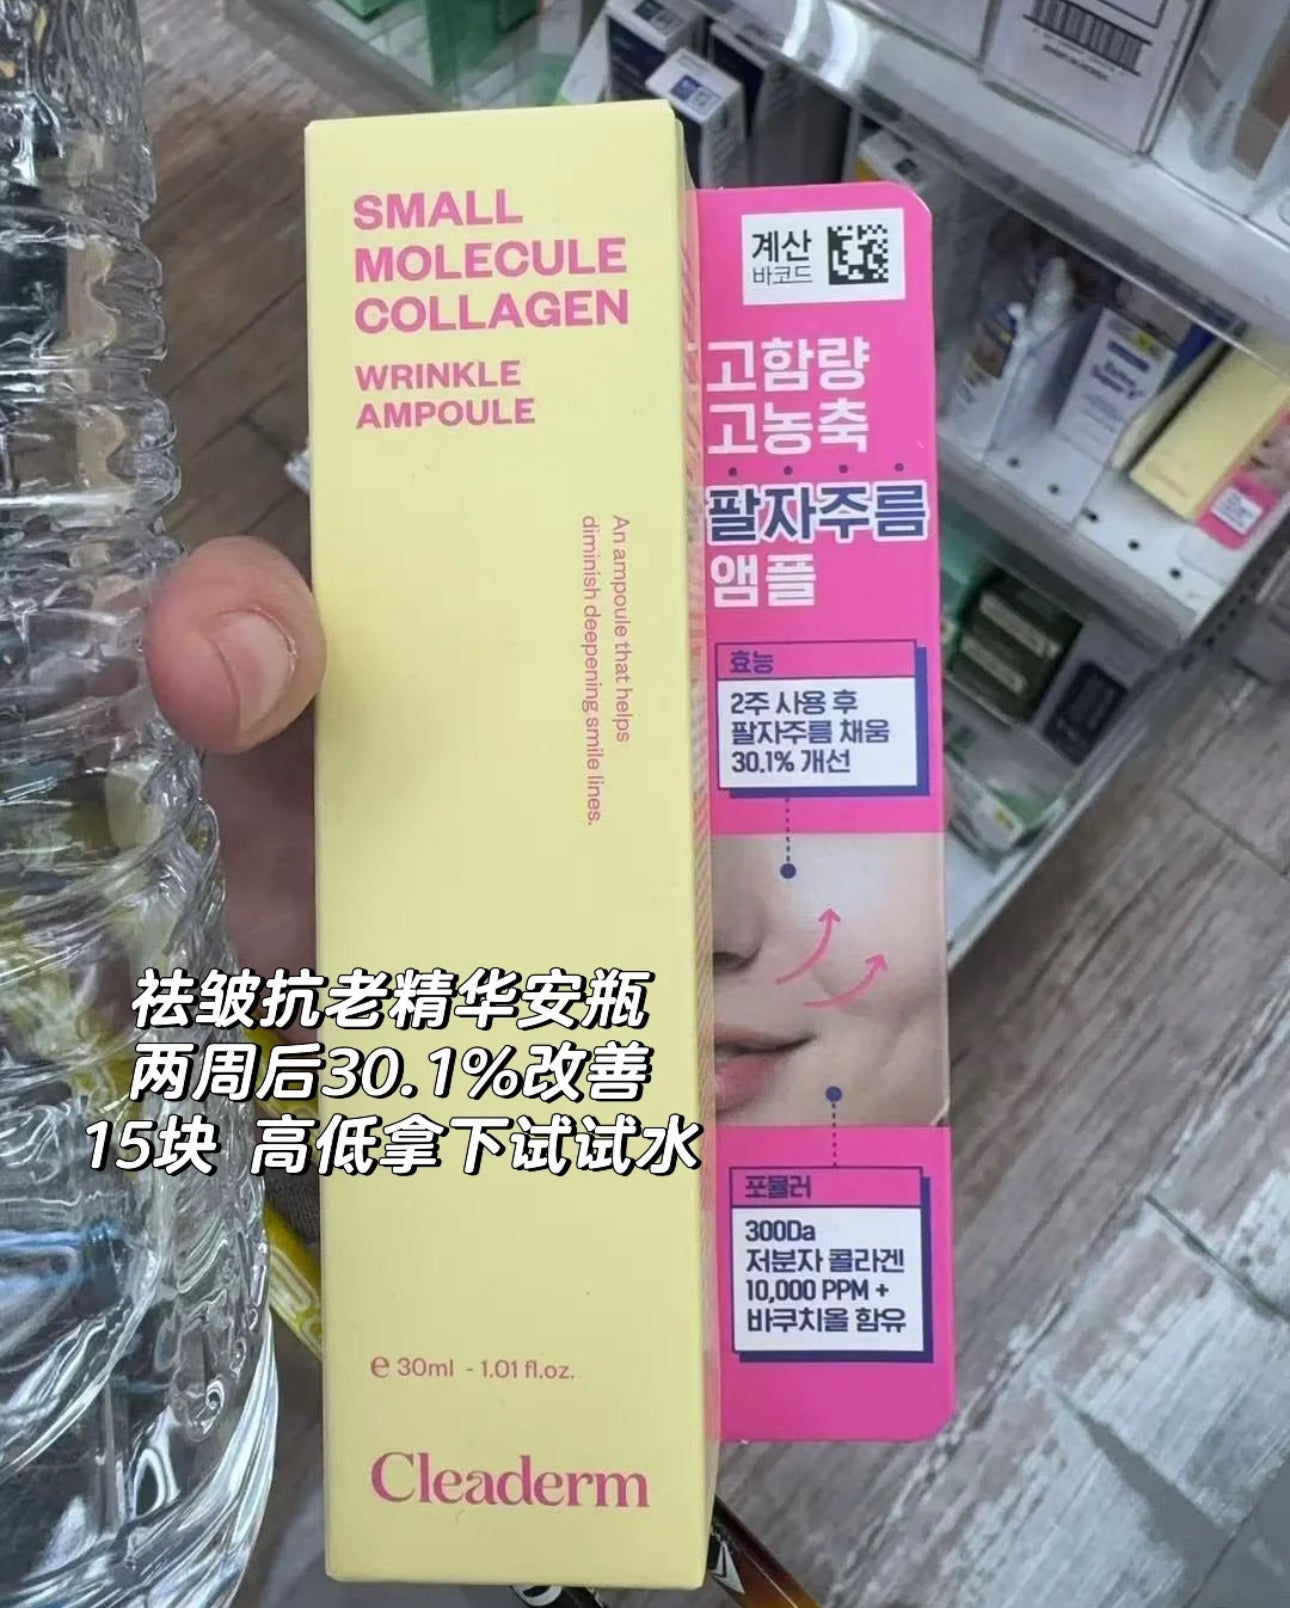 SMALL
MOLECULE
COLLAGEN
WRINKLE
AMPOULE
An ampoule that helps
diminish deepening smile lines.
계산
바코드
고함량
고농축
팔자주름
앰플
효능
2주 사용 후
팔자주름 채움
30.1% 개선
祛皱抗老精华安瓶
两周后30.1%改善
15块 高低拿下试试水
포뮬러
300Da
저분자 콜라겐
10,000 PPM +
바쿠치올 함유
e 30ml - 1.01 fl.oz.
Cleaderm